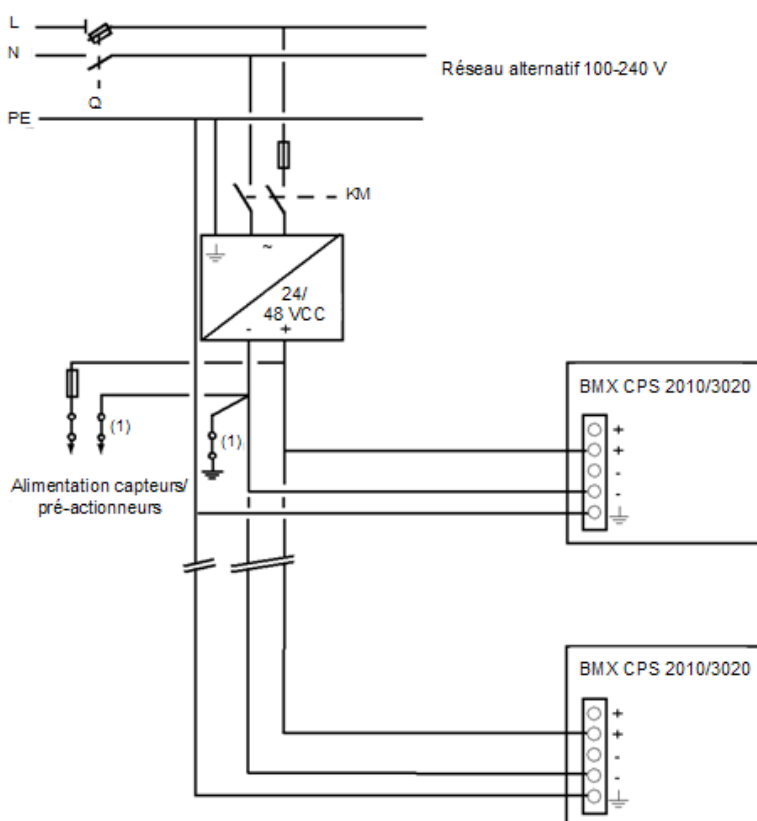 L
N
Réseau alternatif 100-240 V
Q
PE
KM
~
24/
48 VCC
- +
BMX CPS 2010/3020
(1)
(1)
+
+
-
-
Alimentation capteurs/
pré-actionneurs
BMX CPS 2010/3020
+
+
-
-